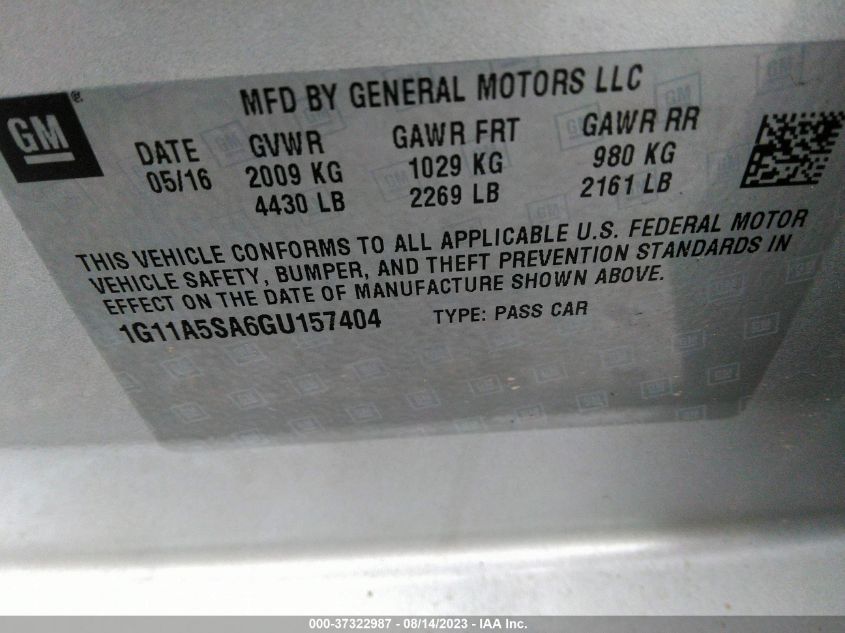 GM ®
MFD BY GENERAL MOTORS LLC
DATE GVWR GAWR FRT GAWR RR
05/16 2009 KG 1029 KG 980 KG
4430 LB 2269 LB 2161 LB
THIS VEHICLE CONFORMS TO ALL APPLICABLE U.S. FEDERAL MOTOR
VEHICLE SAFETY, BUMPER, AND THEFT PREVENTION STANDARDS IN
EFFECT ON THE DATE OF MANUFACTURE SHOWN ABOVE.
1G11A5SA6GU157404 TYPE: PASS CAR
000-37322987 - 08/14/2023 - IAA Inc.